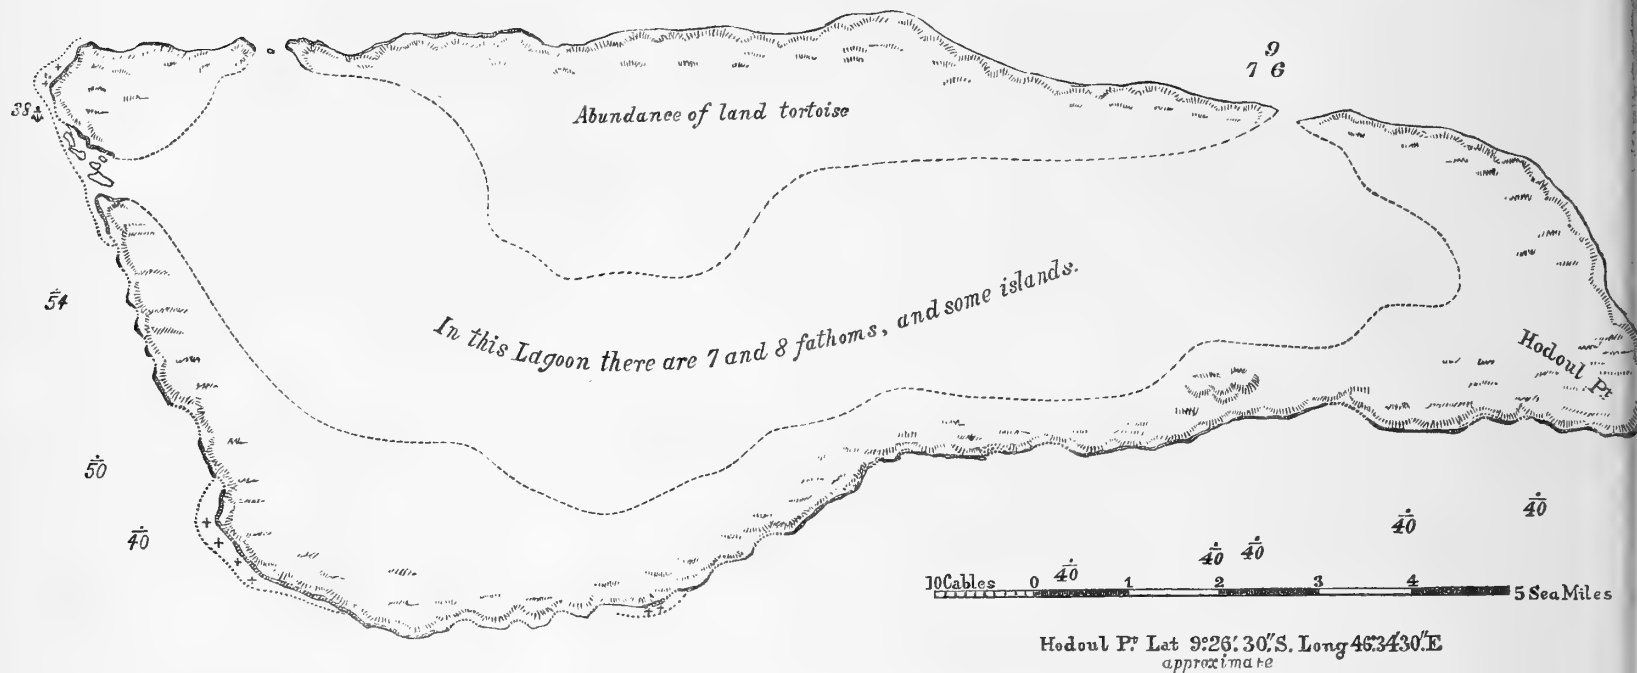 9
7 6
Abundance of land tortoise
38
54
In this Lagoon there are 7 and 8 fathoms, and some islands.
Hodoul Pt
50
40
40
40
40 40
40
10 Cables 0 1 2 3 4 5 Sea Miles
Hodoul Pt. Lat 9°26'.30"S. Long 46°34'30"E
approximate